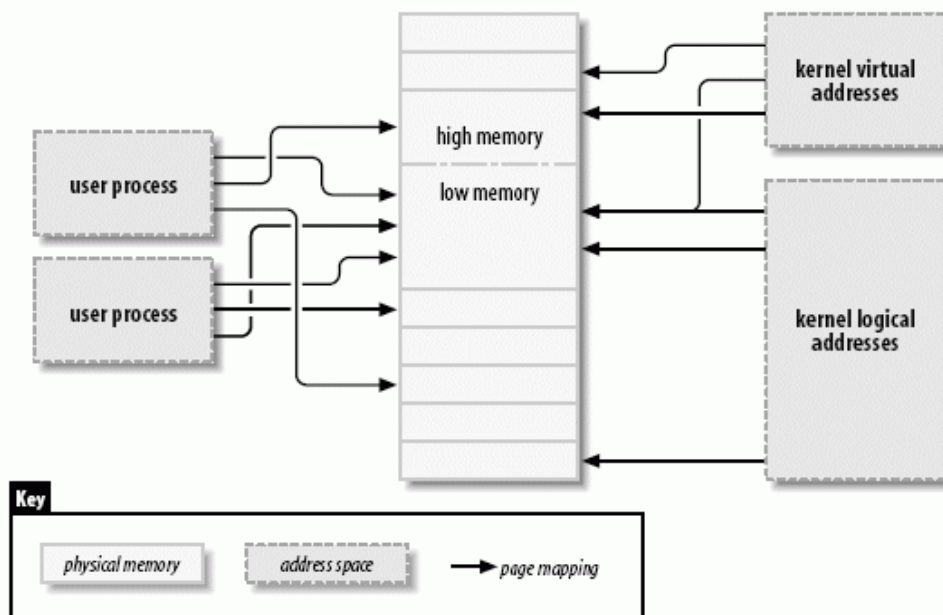 kernel virtual
addresses
high memory
user process
low memory
user process
kernel logical
addresses
Key
physical memory
address space
page mapping